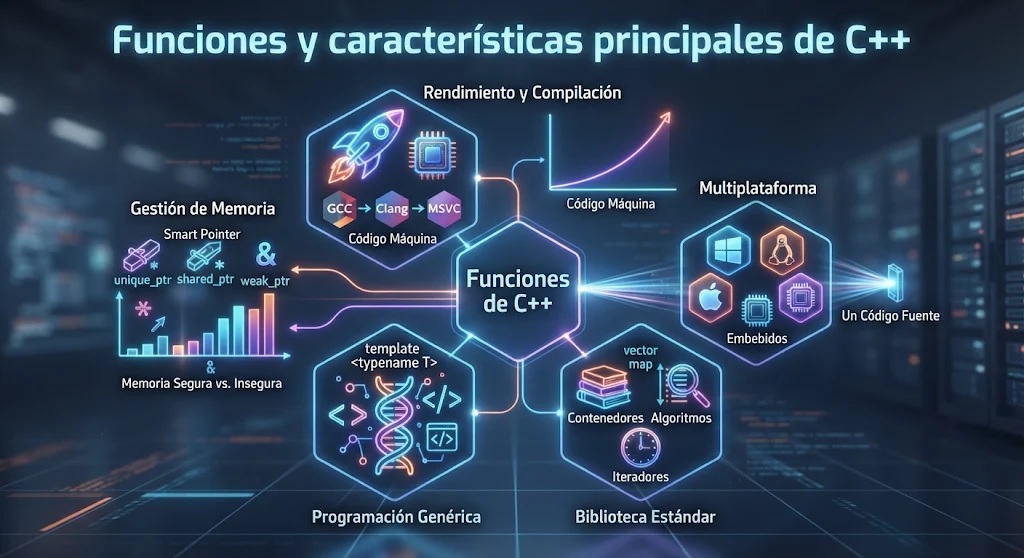 Funciones y características principales de C++
Rendimiento y Compilación
GCC → Clang → MSVC
Código Máquina
Código Máquina
Multiplataforma
Embebidos
Un Código Fuente
Gestión de Memoria
Smart Pointer
&
unique_ptr shared_ptr weak_ptr
&
Memoria Segura vs. Insegura
Funciones
de C++
template
<typename T>
< >
</>
</>
Programación Genérica
vector
map
Contenedores Algoritmos
Iteradores
Biblioteca Estándar